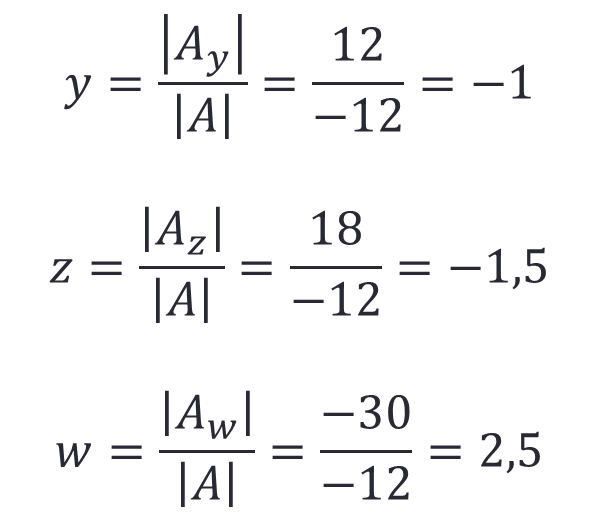 y = |A_y| / |A| = 12 / −12 = −1
z = |A_z| / |A| = 18 / −12 = −1,5
w = |A_w| / |A| = −30 / −12 = 2,5